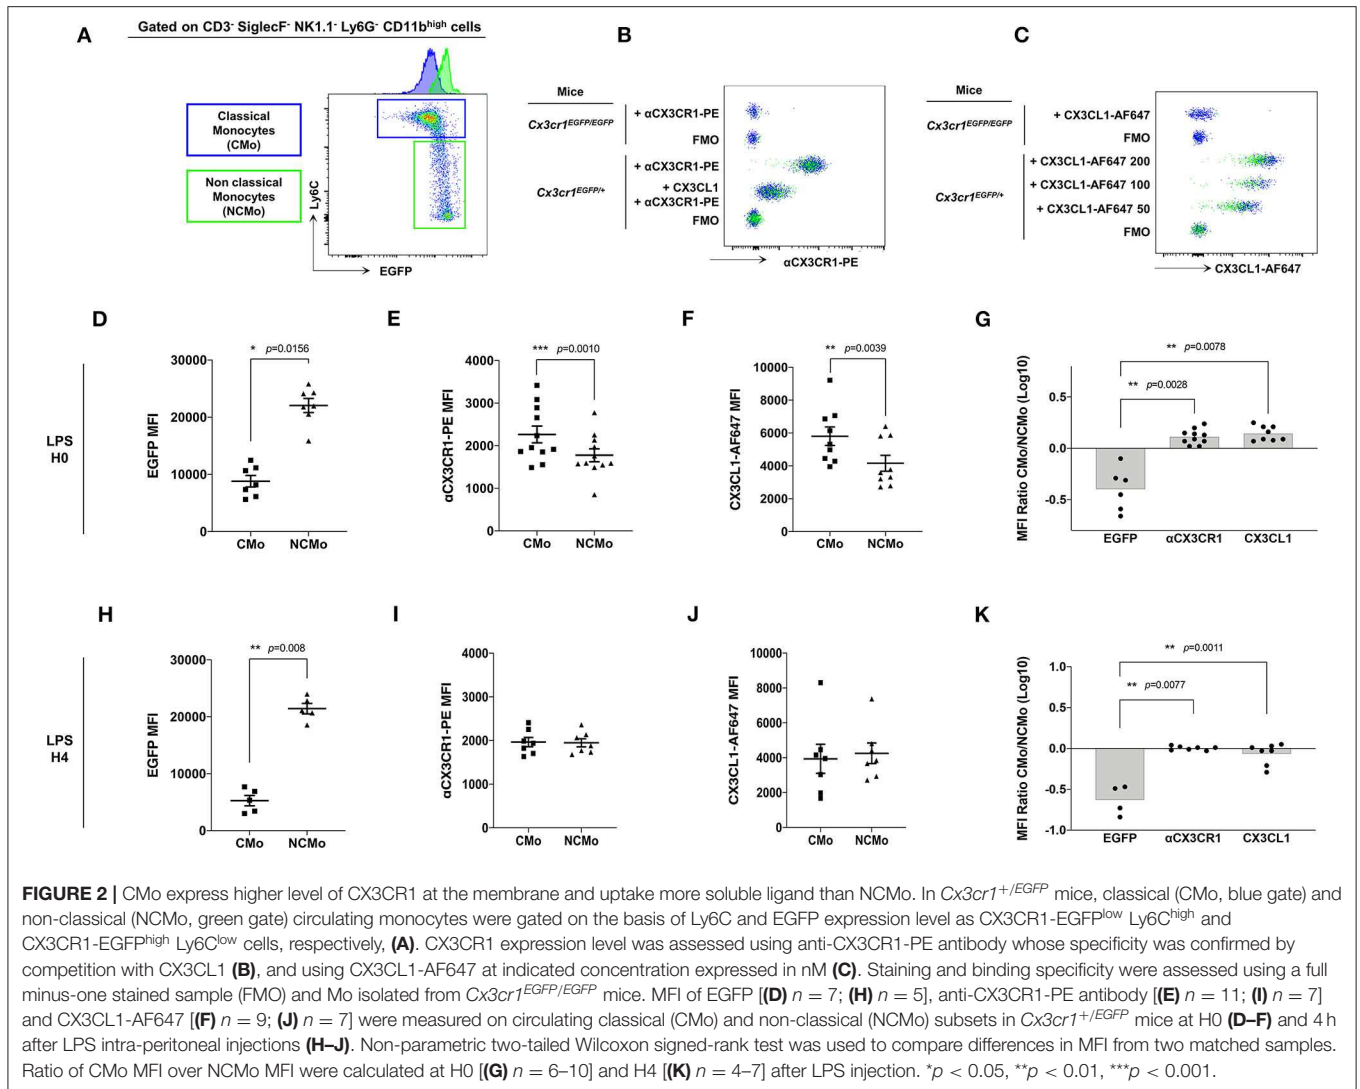 A
Gated on CD3- SiglecF- NK1.1- Ly6G- CD11bhigh cells
Classical
Monocytes
(CMo)
Non classical
Monocytes
(NCMo)
Ly6C
EGFP
B
Mice
Cx3cr1EGFP/EGFP
+ αCX3CR1-PE
FMO
Cx3cr1EGFP/+
+ αCX3CR1-PE
+ CX3CL1
+ αCX3CR1-PE
FMO
αCX3CR1-PE
C
Mice
Cx3cr1EGFP/EGFP
+ CX3CL1-AF647
FMO
Cx3cr1EGFP/+
+ CX3CL1-AF647 200
+ CX3CL1-AF647 100
+ CX3CL1-AF647 50
FMO
CX3CL1-AF647
LPS
H0
D
* p=0.0156
EGFP MFI
30000
20000
10000
0
CMo NCMo
E
*** p=0.0010
αCX3CR1-PE MFI
4000
3000
2000
1000
0
CMo NCMo
F
** p=0.0039
CX3CL1-AF647 MFI
10000
8000
6000
4000
2000
0
CMo NCMo
G
** p=0.0078
** p=0.0028
MFI Ratio CMo/NCMo (Log10)
0.5
0.0
-0.5
EGFP αCX3CR1 CX3CL1
LPS
H4
H
** p=0.008
EGFP MFI
30000
20000
10000
0
CMo NCMo
I
αCX3CR1-PE MFI
4000
3000
2000
1000
0
CMo NCMo
J
CX3CL1-AF647 MFI
10000
8000
6000
4000
2000
0
CMo NCMo
K
** p=0.0011
** p=0.0077
MFI Ratio CMo/NCMo (Log10)
1.0
0.5
0.0
-0.5
-1.0
EGFP αCX3CR1 CX3CL1
FIGURE 2 | CMo express higher level of CX3CR1 at the membrane and uptake more soluble ligand than NCMo. In Cx3cr1+/EGFP mice, classical (CMo, blue gate) and
non-classical (NCMo, green gate) circulating monocytes were gated on the basis of Ly6C and EGFP expression level as CX3CR1-EGFPlow Ly6Chigh and
CX3CR1-EGFPhigh Ly6Clow cells, respectively, (A). CX3CR1 expression level was assessed using anti-CX3CR1-PE antibody whose specificity was confirmed by
competition with CX3CL1 (B), and using CX3CL1-AF647 at indicated concentration expressed in nM (C). Staining and binding specificity were assessed using a full
minus-one stained sample (FMO) and Mo isolated from Cx3cr1EGFP/EGFP mice. MFI of EGFP [(D) n = 7; (H) n = 5], anti-CX3CR1-PE antibody [(E) n = 11; (I) n = 7]
and CX3CL1-AF647 [(F) n = 9; (J) n = 7] were measured on circulating classical (CMo) and non-classical (NCMo) subsets in Cx3cr1+/EGFP mice at H0 (D–F) and 4 h
after LPS intra-peritoneal injections (H–J). Non-parametric two-tailed Wilcoxon signed-rank test was used to compare differences in MFI from two matched samples.
Ratio of CMo MFI over NCMo MFI were calculated at H0 [(G) n = 6–10] and H4 [(K) n = 4–7] after LPS injection. *p < 0.05, **p < 0.01, ***p < 0.001.